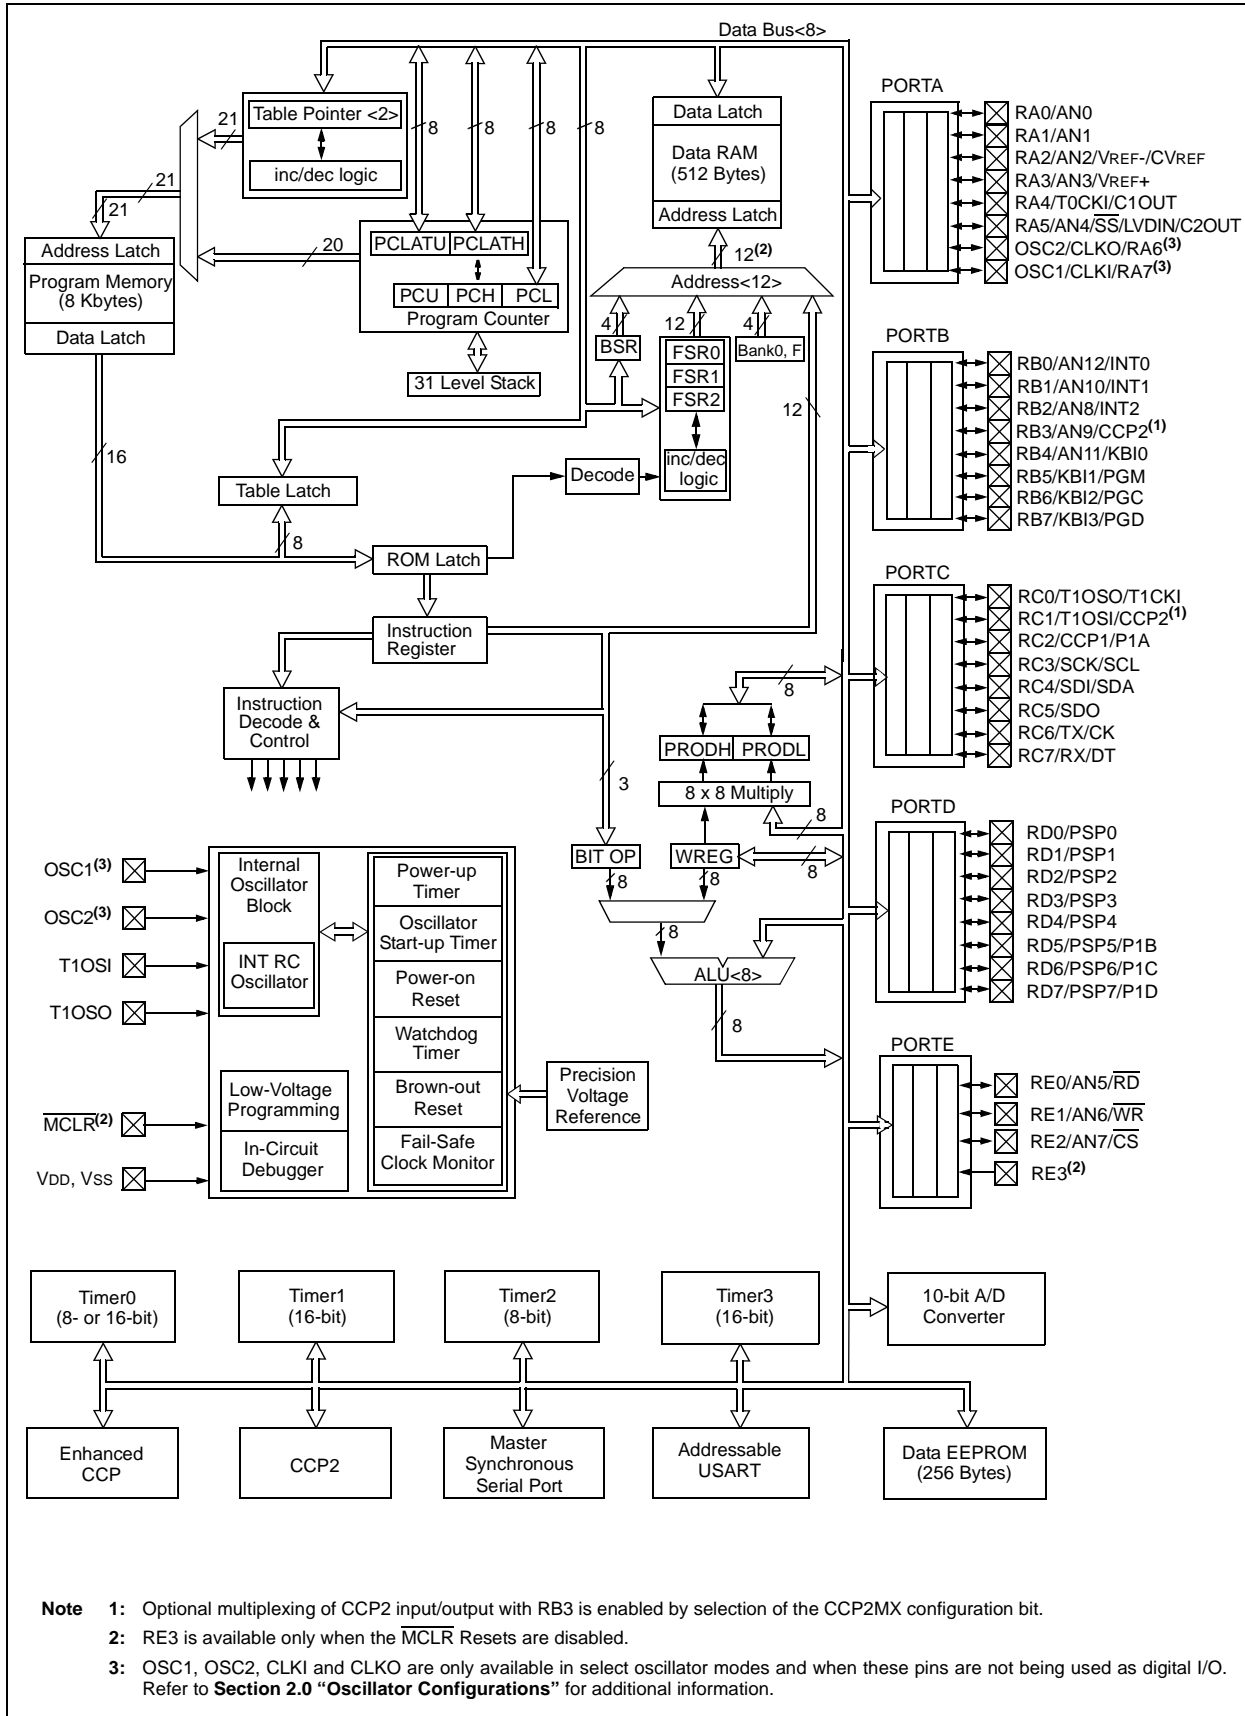 Data Bus<8>
Table Pointer <2>
inc/dec logic
21
21
21
20
8
8
8
8
Address Latch
Program Memory
(8 Kbytes)
Data Latch
PCLATU
PCLATH
PCU
PCH
PCL
Program Counter
31 Level Stack
Data Latch
Data RAM
(512 Bytes)
Address Latch
12(2)
Address<12>
4
12
4
BSR
FSR0
FSR1
FSR2
inc/dec
logic
Bank0, F
12
16
Table Latch
8
Decode
ROM Latch
Instruction
Register
Instruction
Decode &
Control
8
PRODH
PRODL
8 x 8 Multiply
3
8
BIT OP
WREG
8
8
8
8
ALU<8>
8
PORTA
RA0/AN0
RA1/AN1
RA2/AN2/VREF-/CVREF
RA3/AN3/VREF+
RA4/T0CKI/C1OUT
RA5/AN4/SS/LVDIN/C2OUT
OSC2/CLKO/RA6(3)
OSC1/CLKI/RA7(3)
PORTB
RB0/AN12/INT0
RB1/AN10/INT1
RB2/AN8/INT2
RB3/AN9/CCP2(1)
RB4/AN11/KBI0
RB5/KBI1/PGM
RB6/KBI2/PGC
RB7/KBI3/PGD
PORTC
RC0/T1OSO/T1CKI
RC1/T1OSI/CCP2(1)
RC2/CCP1/P1A
RC3/SCK/SCL
RC4/SDI/SDA
RC5/SDO
RC6/TX/CK
RC7/RX/DT
PORTD
RD0/PSP0
RD1/PSP1
RD2/PSP2
RD3/PSP3
RD4/PSP4
RD5/PSP5/P1B
RD6/PSP6/P1C
RD7/PSP7/P1D
PORTE
RE0/AN5/RD
RE1/AN6/WR
RE2/AN7/CS
RE3(2)
OSC1(3)
OSC2(3)
T1OSI
T1OSO
MCLR(2)
VDD, VSS
Internal
Oscillator
Block
INT RC
Oscillator
Low-Voltage
Programming
In-Circuit
Debugger
Power-up
Timer
Oscillator
Start-up Timer
Power-on
Reset
Watchdog
Timer
Brown-out
Reset
Fail-Safe
Clock Monitor
Precision
Voltage
Reference
Timer0
(8- or 16-bit)
Timer1
(16-bit)
Timer2
(8-bit)
Timer3
(16-bit)
10-bit A/D
Converter
Enhanced
CCP
CCP2
Master
Synchronous
Serial Port
Addressable
USART
Data EEPROM
(256 Bytes)
Note 1: Optional multiplexing of CCP2 input/output with RB3 is enabled by selection of the CCP2MX configuration bit.
2: RE3 is available only when the MCLR Resets are disabled.
3: OSC1, OSC2, CLKI and CLKO are only available in select oscillator modes and when these pins are not being used as digital I/O.
Refer to Section 2.0 “Oscillator Configurations” for additional information.